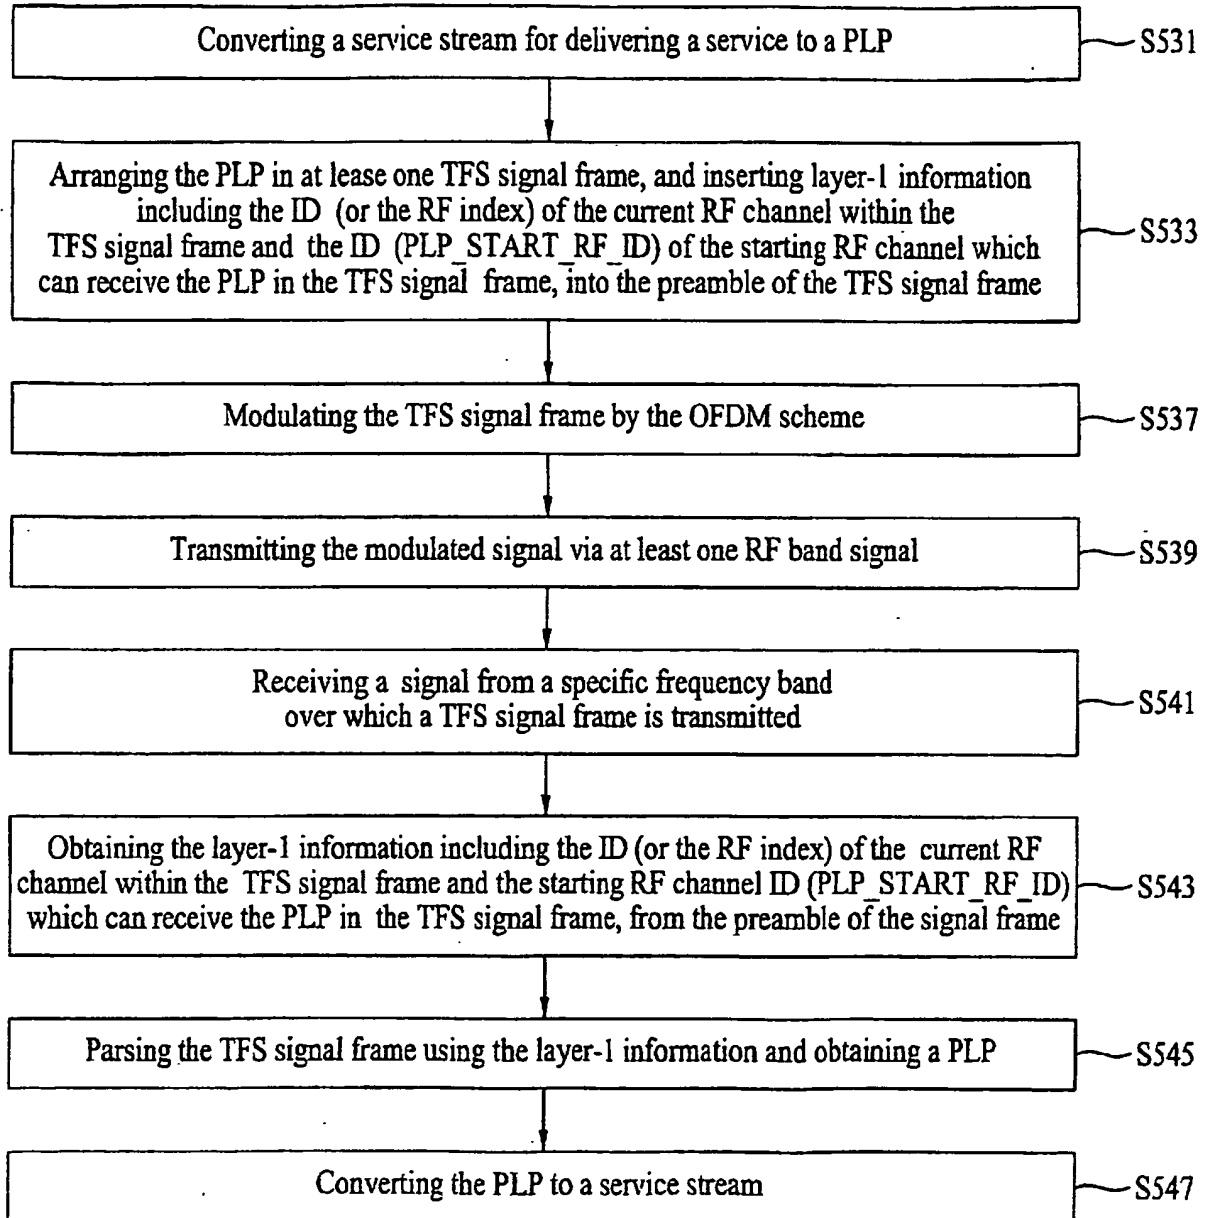 Converting a service stream for delivering a service to a PLP
S531
Arranging the PLP in at lease one TFS signal frame, and inserting layer-1 information
including the ID (or the RF index) of the current RF channel within the
TFS signal frame and the ID (PLP_START_RF_ID) of the starting RF channel which
can receive the PLP in the TFS signal frame, into the preamble of the TFS signal frame
S533
Modulating the TFS signal frame by the OFDM scheme
S537
Transmitting the modulated signal via at least one RF band signal
S539
Receiving a signal from a specific frequency band
over which a TFS signal frame is transmitted
S541
Obtaining the layer-1 information including the ID (or the RF index) of the current RF
channel within the TFS signal frame and the starting RF channel ID (PLP_START_RF_ID)
which can receive the PLP in the TFS signal frame, from the preamble of the signal frame
S543
Parsing the TFS signal frame using the layer-1 information and obtaining a PLP
S545
Converting the PLP to a service stream
S547